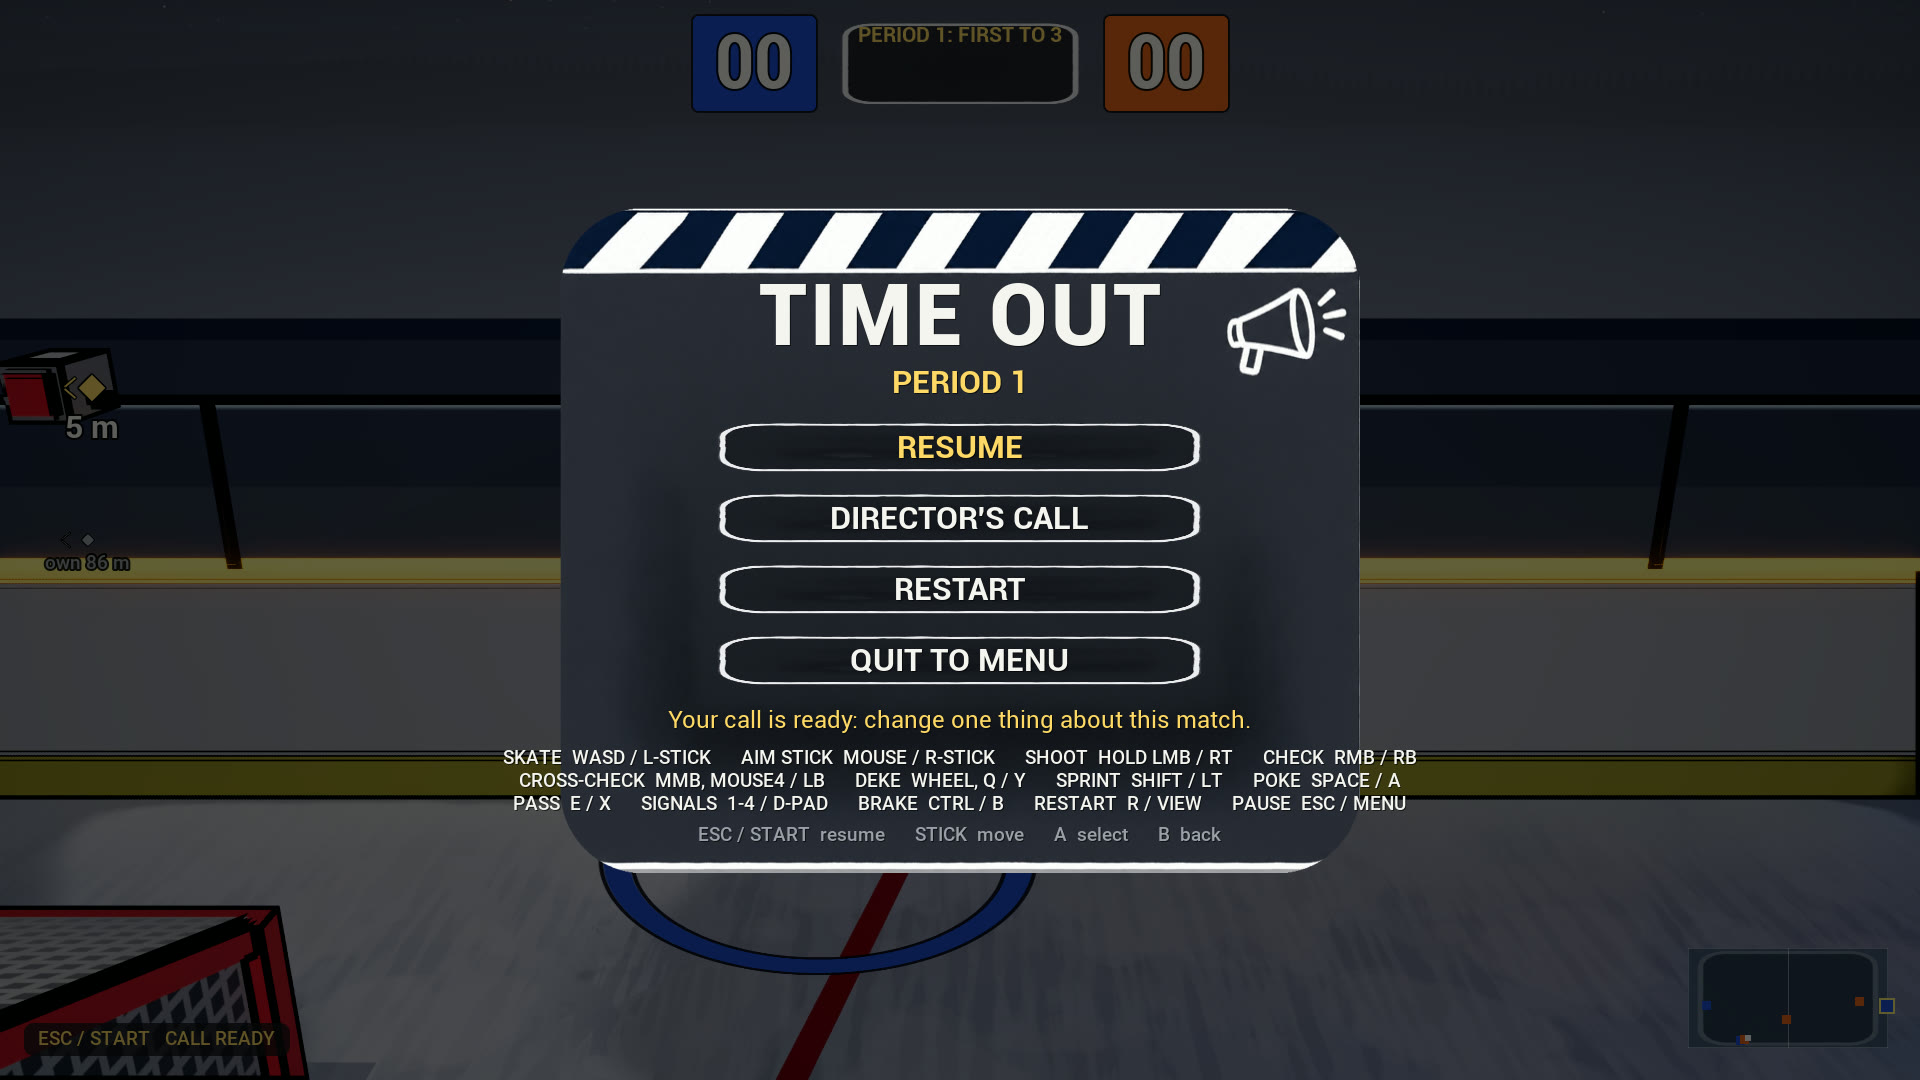 00
PERIOD 1: FIRST TO 3
00
TIME OUT
PERIOD 1
5 m
RESUME
DIRECTOR'S CALL
own 86 m
RESTART
QUIT TO MENU
Your call is ready: change one thing about this match.
SKATE WASD / L-STICK AIM STICK MOUSE / R-STICK SHOOT HOLD LMB / RT CHECK RMB / RB
CROSS-CHECK MMB, MOUSE4 / LB DEKE WHEEL, Q / Y SPRINT SHIFT / LT POKE SPACE / A
PASS E / X SIGNALS 1-4 / D-PAD BRAKE CTRL / B RESTART R / VIEW PAUSE ESC / MENU
ESC / START resume STICK move A select B back
ESC / START CALL READY